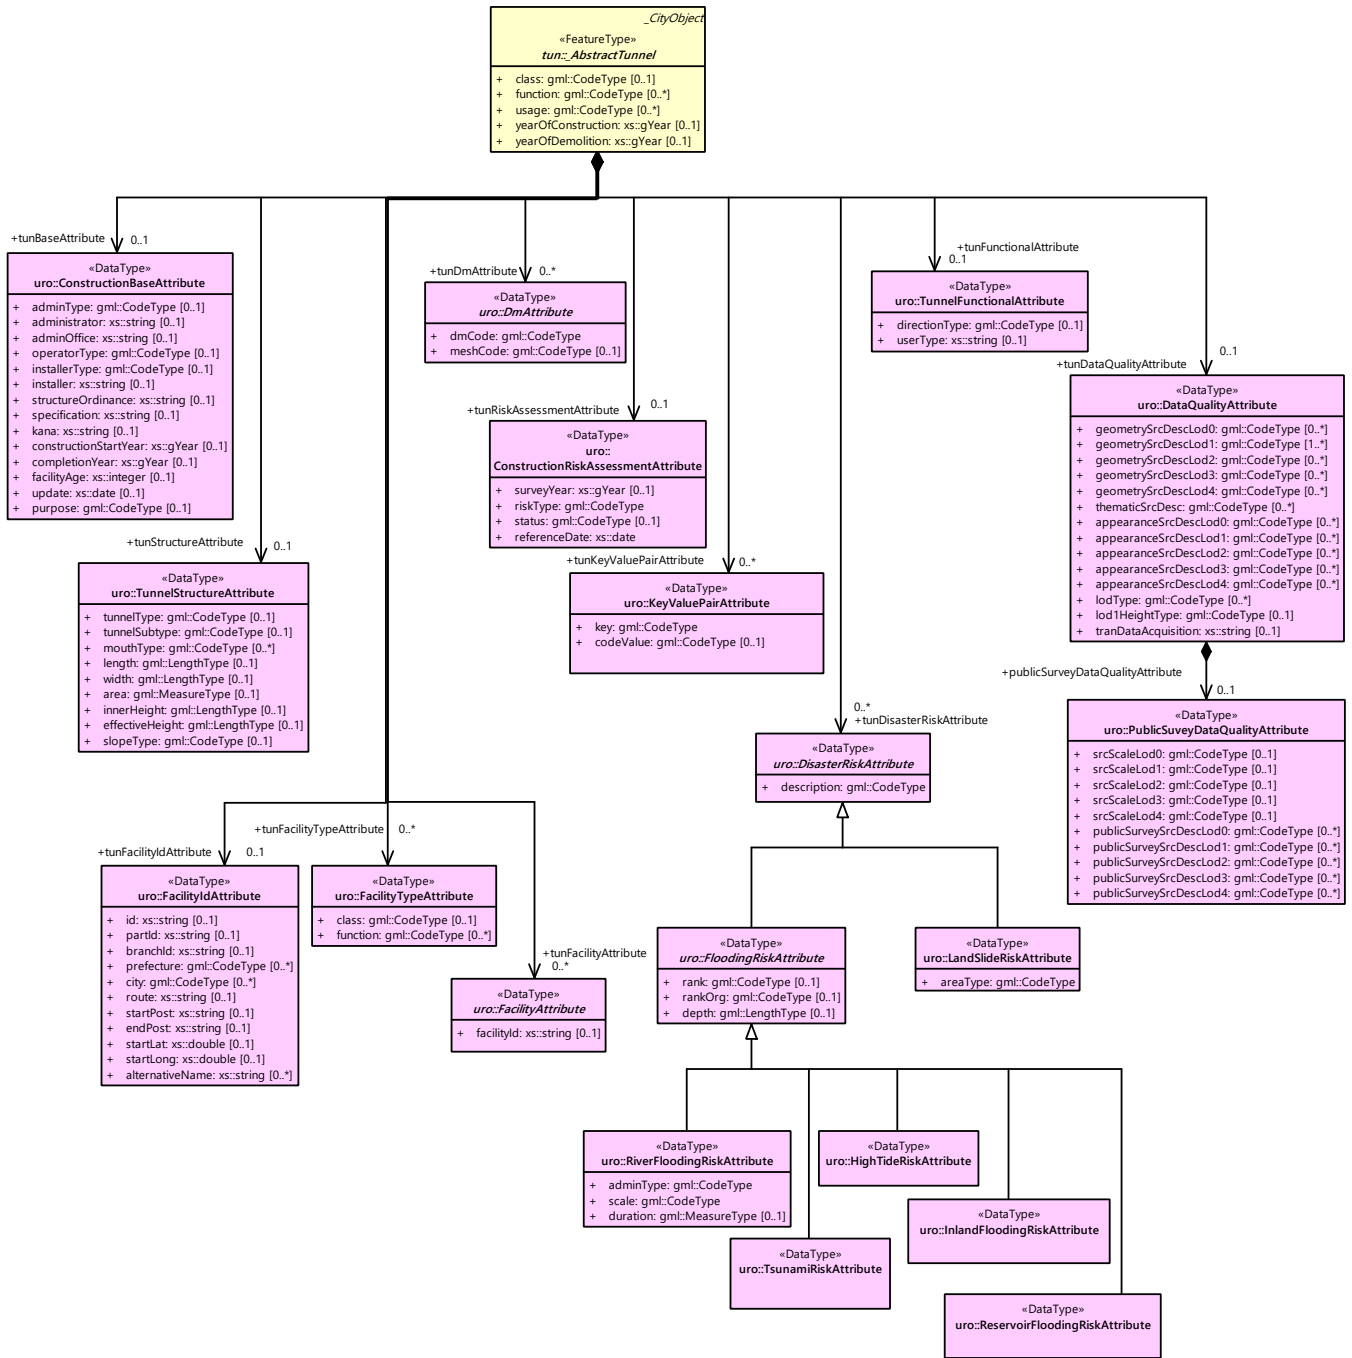 _CityObject
«FeatureType»
tun::_AbstractTunnel
+ class: gml::CodeType [0..1]
+ function: gml::CodeType [0..*]
+ usage: gml::CodeType [0..*]
+ yearOfConstruction: xs::gYear [0..1]
+ yearOfDemolition: xs::gYear [0..1]
+tunBaseAttribute 0..1
«DataType»
uro::ConstructionBaseAttribute
+ adminType: gml::CodeType [0..1]
+ administrator: xs::string [0..1]
+ adminOffice: xs::string [0..1]
+ operatorType: gml::CodeType [0..1]
+ installerType: gml::CodeType [0..1]
+ installer: xs::string [0..1]
+ structureOrdinance: xs::string [0..1]
+ specification: xs::string [0..1]
+ kana: xs::string [0..1]
+ constructionStartYear: xs::gYear [0..1]
+ completionYear: xs::gYear [0..1]
+ facilityAge: xs::integer [0..1]
+ update: xs::date [0..1]
+ purpose: gml::CodeType [0..1]
+tunDmAttribute 0..*
«DataType»
uro::DmAttribute
+ dmCode: gml::CodeType
+ meshCode: gml::CodeType [0..1]
+tunFunctionalAttribute
0..1
«DataType»
uro::TunnelFunctionalAttribute
+ directionType: gml::CodeType [0..1]
+ userType: xs::string [0..1]
+tunDataQualityAttribute 0..1
«DataType»
uro::DataQualityAttribute
+ geometrySrcDescLod0: gml::CodeType [0..*]
+ geometrySrcDescLod1: gml::CodeType [1..*]
+ geometrySrcDescLod2: gml::CodeType [0..*]
+ geometrySrcDescLod3: gml::CodeType [0..*]
+ geometrySrcDescLod4: gml::CodeType [0..*]
+ thematicSrcDesc: gml::CodeType [0..*]
+ appearanceSrcDescLod0: gml::CodeType [0..*]
+ appearanceSrcDescLod1: gml::CodeType [0..*]
+ appearanceSrcDescLod2: gml::CodeType [0..*]
+ appearanceSrcDescLod3: gml::CodeType [0..*]
+ appearanceSrcDescLod4: gml::CodeType [0..*]
+ lodType: gml::CodeType [0..*]
+ lod1HeightType: gml::CodeType [0..1]
+ tranDataAcquisition: xs::string [0..1]
+tunRiskAssessmentAttribute 0..1
«DataType»
uro::
ConstructionRiskAssessmentAttribute
+ surveyYear: xs::gYear [0..1]
+ riskType: gml::CodeType
+ status: gml::CodeType [0..1]
+ referenceDate: xs::date
+tunStructureAttribute 0..1
«DataType»
uro::TunnelStructureAttribute
+ tunnelType: gml::CodeType [0..1]
+ tunnelSubtype: gml::CodeType [0..1]
+ mouthType: gml::CodeType [0..*]
+ length: gml::LengthType [0..1]
+ width: gml::LengthType [0..1]
+ area: gml::MeasureType [0..1]
+ innerHeight: gml::LengthType [0..1]
+ effectiveHeight: gml::LengthType [0..1]
+ slopeType: gml::CodeType [0..1]
+tunKeyValuePairAttribute 0..*
«DataType»
uro::KeyValuePairAttribute
+ key: gml::CodeType
+ codeValue: gml::CodeType [0..1]
+publicSurveyDataQualityAttribute
0..1
«DataType»
uro::PublicSuveyDataQualityAttribute
+ srcScaleLod0: gml::CodeType [0..1]
+ srcScaleLod1: gml::CodeType [0..1]
+ srcScaleLod2: gml::CodeType [0..1]
+ srcScaleLod3: gml::CodeType [0..1]
+ srcScaleLod4: gml::CodeType [0..1]
+ publicSurveySrcDescLod0: gml::CodeType [0..*]
+ publicSurveySrcDescLod1: gml::CodeType [0..*]
+ publicSurveySrcDescLod2: gml::CodeType [0..*]
+ publicSurveySrcDescLod3: gml::CodeType [0..*]
+ publicSurveySrcDescLod4: gml::CodeType [0..*]
0..*
+tunDisasterRiskAttribute
«DataType»
uro::DisasterRiskAttribute
+ description: gml::CodeType
+tunFacilityIdAttribute 0..1
«DataType»
uro::FacilityIdAttribute
+ id: xs::string [0..1]
+ partId: xs::string [0..1]
+ branchId: xs::string [0..1]
+ prefecture: gml::CodeType [0..*]
+ city: gml::CodeType [0..*]
+ route: xs::string [0..1]
+ startPost: xs::string [0..1]
+ endPost: xs::string [0..1]
+ startLat: xs::double [0..1]
+ startLong: xs::double [0..1]
+ alternativeName: xs::string [0..*]
+tunFacilityTypeAttribute 0..*
«DataType»
uro::FacilityTypeAttribute
+ class: gml::CodeType [0..1]
+ function: gml::CodeType [0..*]
+tunFacilityAttribute
0..*
«DataType»
uro::FacilityAttribute
+ facilityId: xs::string [0..1]
«DataType»
uro::FloodingRiskAttribute
+ rank: gml::CodeType [0..1]
+ rankOrg: gml::CodeType [0..1]
+ depth: gml::LengthType [0..1]
«DataType»
uro::LandSlideRiskAttribute
+ areaType: gml::CodeType
«DataType»
uro::RiverFloodingRiskAttribute
+ adminType: gml::CodeType
+ scale: gml::CodeType
+ duration: gml::MeasureType [0..1]
«DataType»
uro::HighTideRiskAttribute
«DataType»
uro::InlandFloodingRiskAttribute
«DataType»
uro::TsunamiRiskAttribute
«DataType»
uro::ReservoirFloodingRiskAttribute